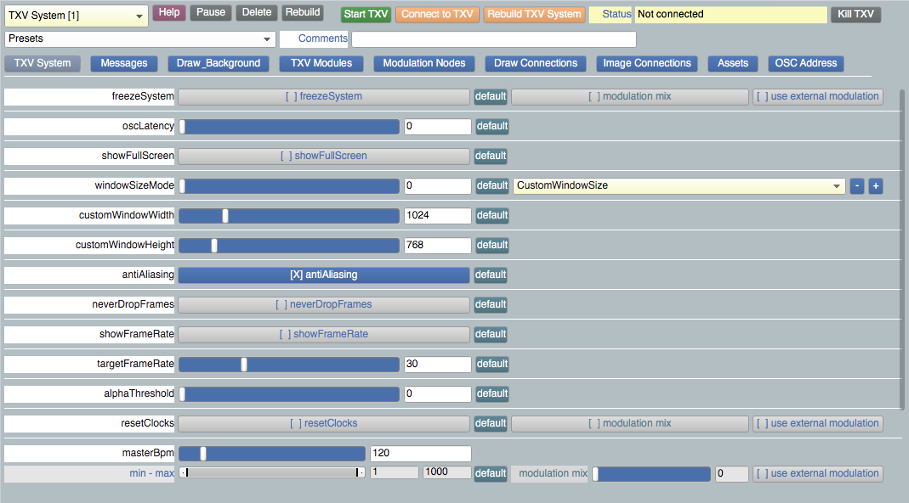 TXV System [1] Help Pause Delete Rebuild Start TXV Connect to TXV Rebuild TXV System Status Not connected Kill TXV
Presets Comments
TXV System Messages Draw_Background TXV Modules Modulation Nodes Draw Connections Image Connections Assets OSC Address
freezeSystem [ ] freezeSystem default [ ] modulation mix [ ] use external modulation
oscLatency 0 default
showFullScreen [ ] showFullScreen default
windowSizeMode 0 default CustomWindowSize - +
customWindowWidth 1024 default
customWindowHeight 768 default
antiAliasing [X] antiAliasing default
neverDropFrames [ ] neverDropFrames default
showFrameRate [ ] showFrameRate default
targetFrameRate 30 default
alphaThreshold 0 default
resetClocks [ ] resetClocks default [ ] modulation mix [ ] use external modulation
masterBpm 120
min - max 1 1000 default modulation mix 0 [ ] use external modulation